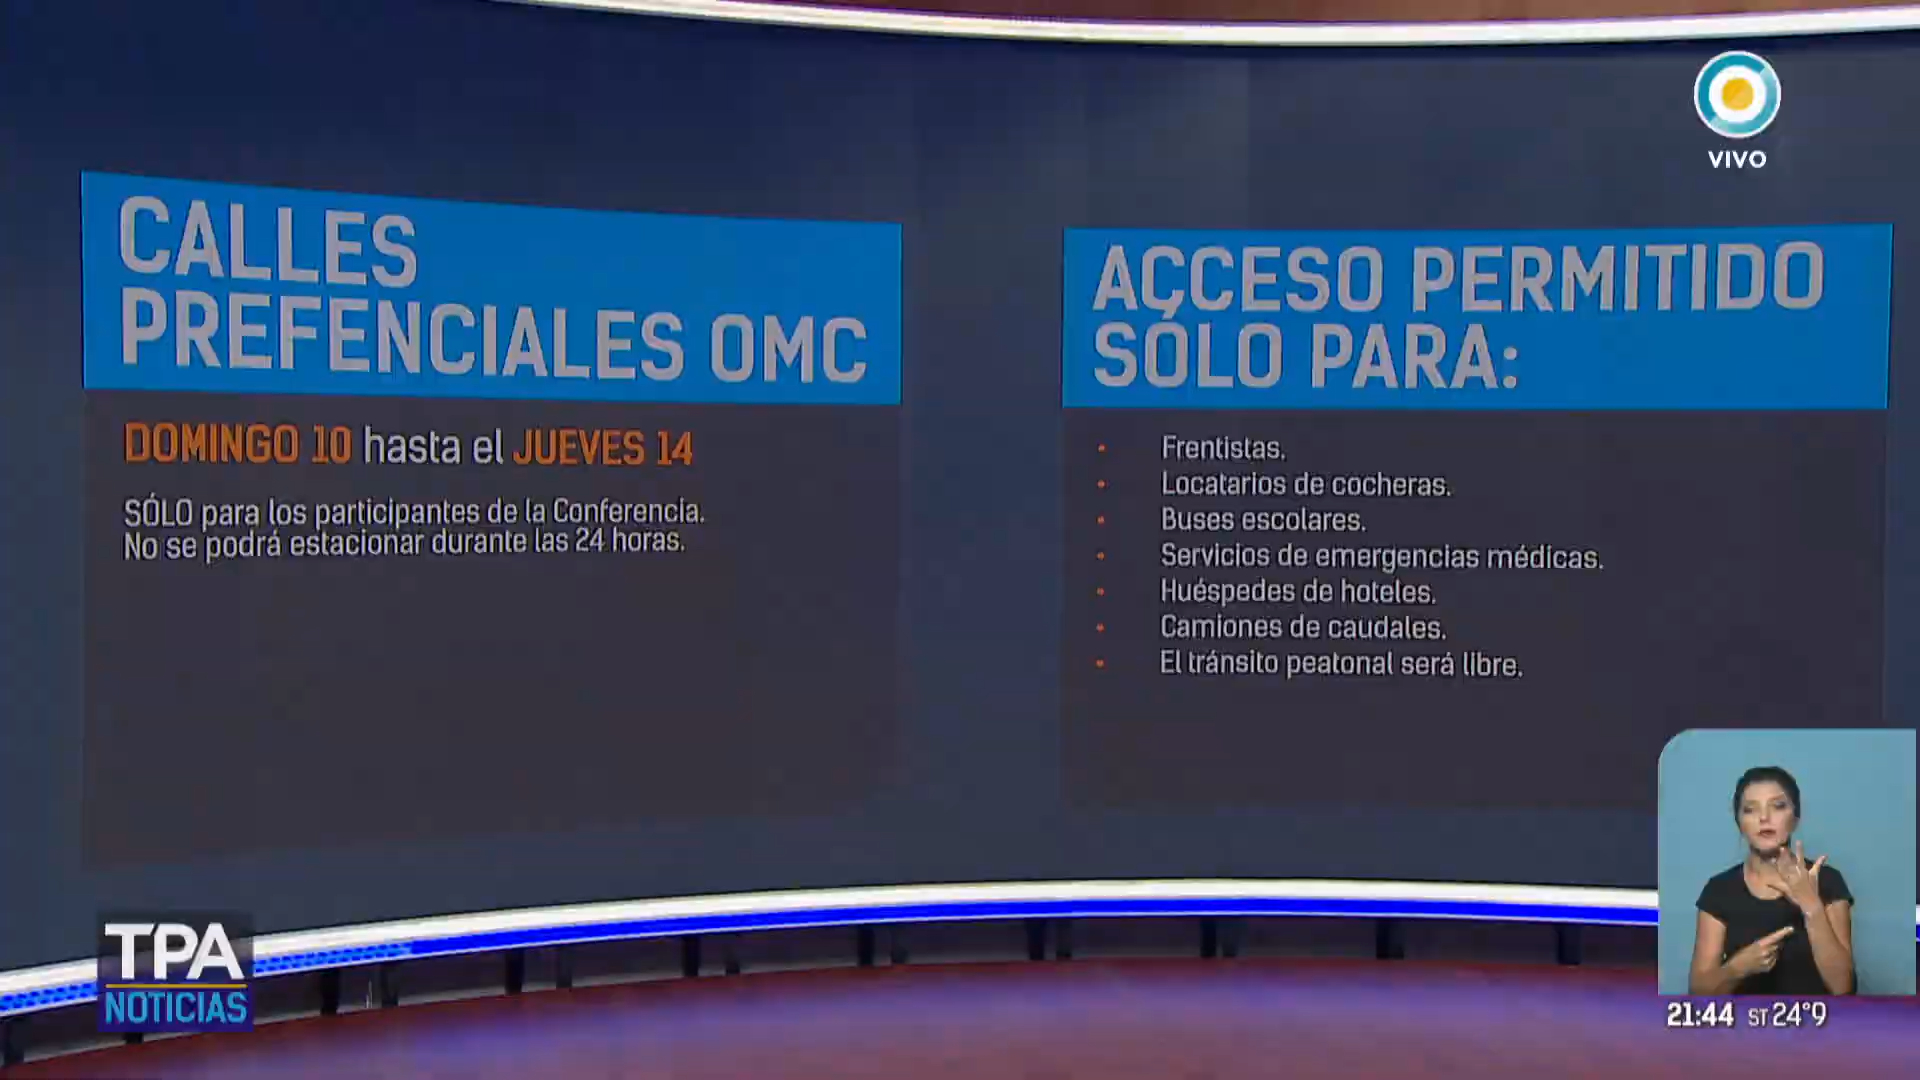 VIVO
CALLES
PREFENCIALES OMC
DOMINGO 10 hasta el JUEVES 14
SÓLO para los participantes de la Conferencia.
No se podrá estacionar durante las 24 horas.
ACCESO PERMITIDO
SÓLO PARA:
Frentistas.
Locatarios de cocheras.
Buses escolares.
Servicios de emergencias médicas.
Huéspedes de hoteles.
Camiones de caudales.
El tránsito peatonal será libre.
TPA
NOTICIAS
21:44 ST 24°9